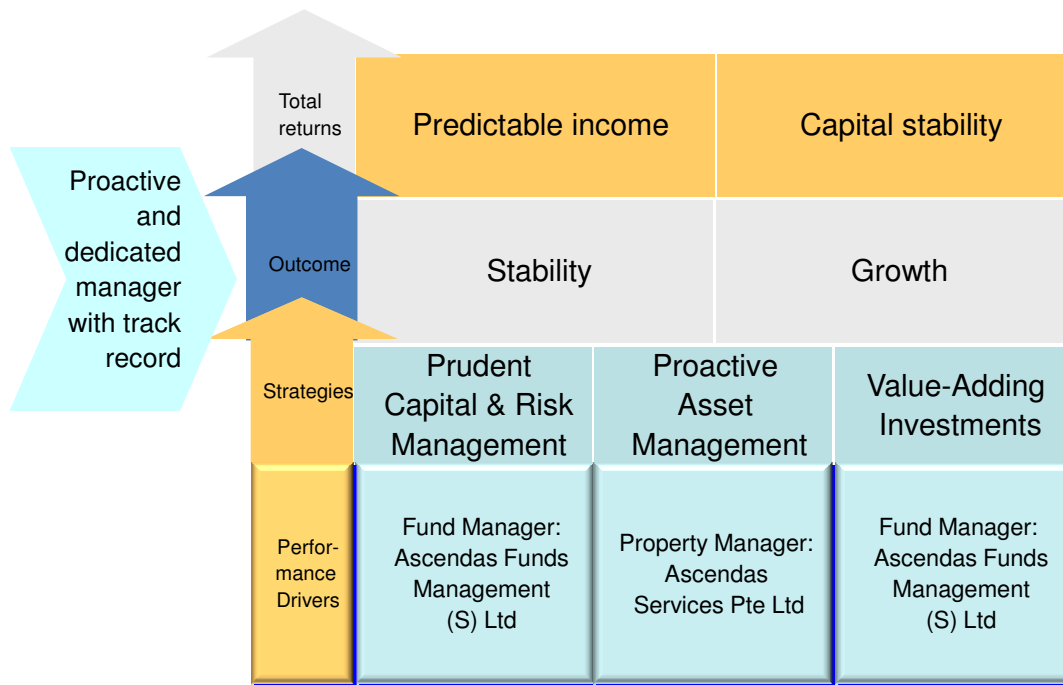 Total
returns
Predictable income
Capital stability
Proactive
and
dedicated
manager
with track
record
Outcome
Stability
Growth
Strategies
Prudent
Capital & Risk
Management
Proactive
Asset
Management
Value-Adding
Investments
Perfor-
mance
Drivers
Fund Manager:
Ascendas Funds
Management
(S) Ltd
Property Manager:
Ascendas
Services Pte Ltd
Fund Manager:
Ascendas Funds
Management
(S) Ltd